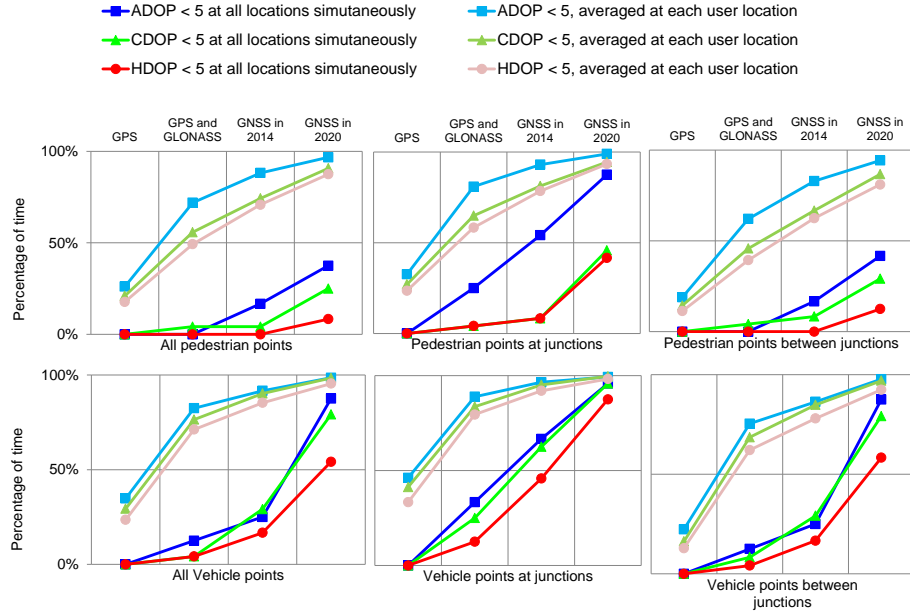 ADOP < 5 at all locations simutaneously
ADOP < 5, averaged at each user location
CDOP < 5 at all locations simutaneously
CDOP < 5, averaged at each user location
HDOP < 5 at all locations simutaneously
HDOP < 5, averaged at each user location
GPS
GPS and
GLONASS
GNSS in
2014
GNSS in
2020
GPS
GPS and
GLONASS
GNSS in
2014
GNSS in
2020
GPS
GPS and
GLONASS
GNSS in
2014
GNSS in
2020
Percentage of time
100%
50%
0%
All pedestrian points
Pedestrian points at junctions
Pedestrian points between junctions
Percentage of time
100%
50%
0%
All Vehicle points
Vehicle points at junctions
Vehicle points between
junctions